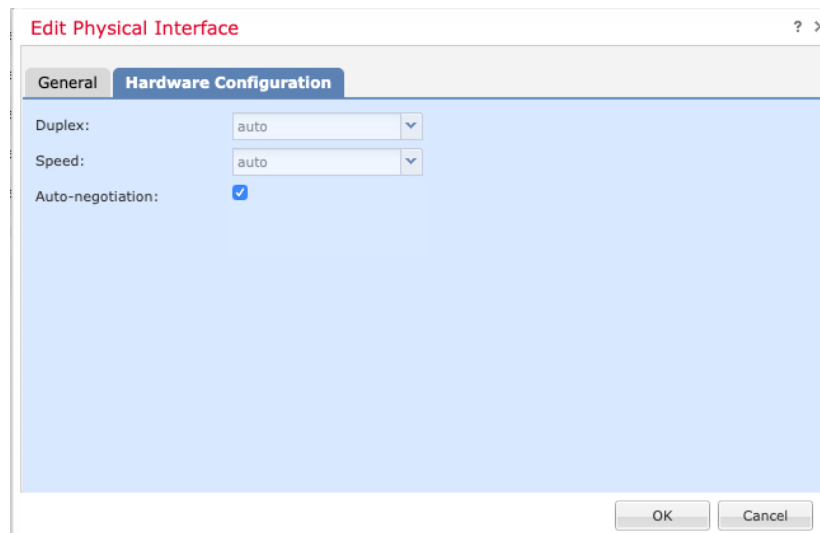 Edit Physical Interface ?
General Hardware Configuration
Duplex: auto
Speed: auto
Auto-negotiation:
OK Cancel